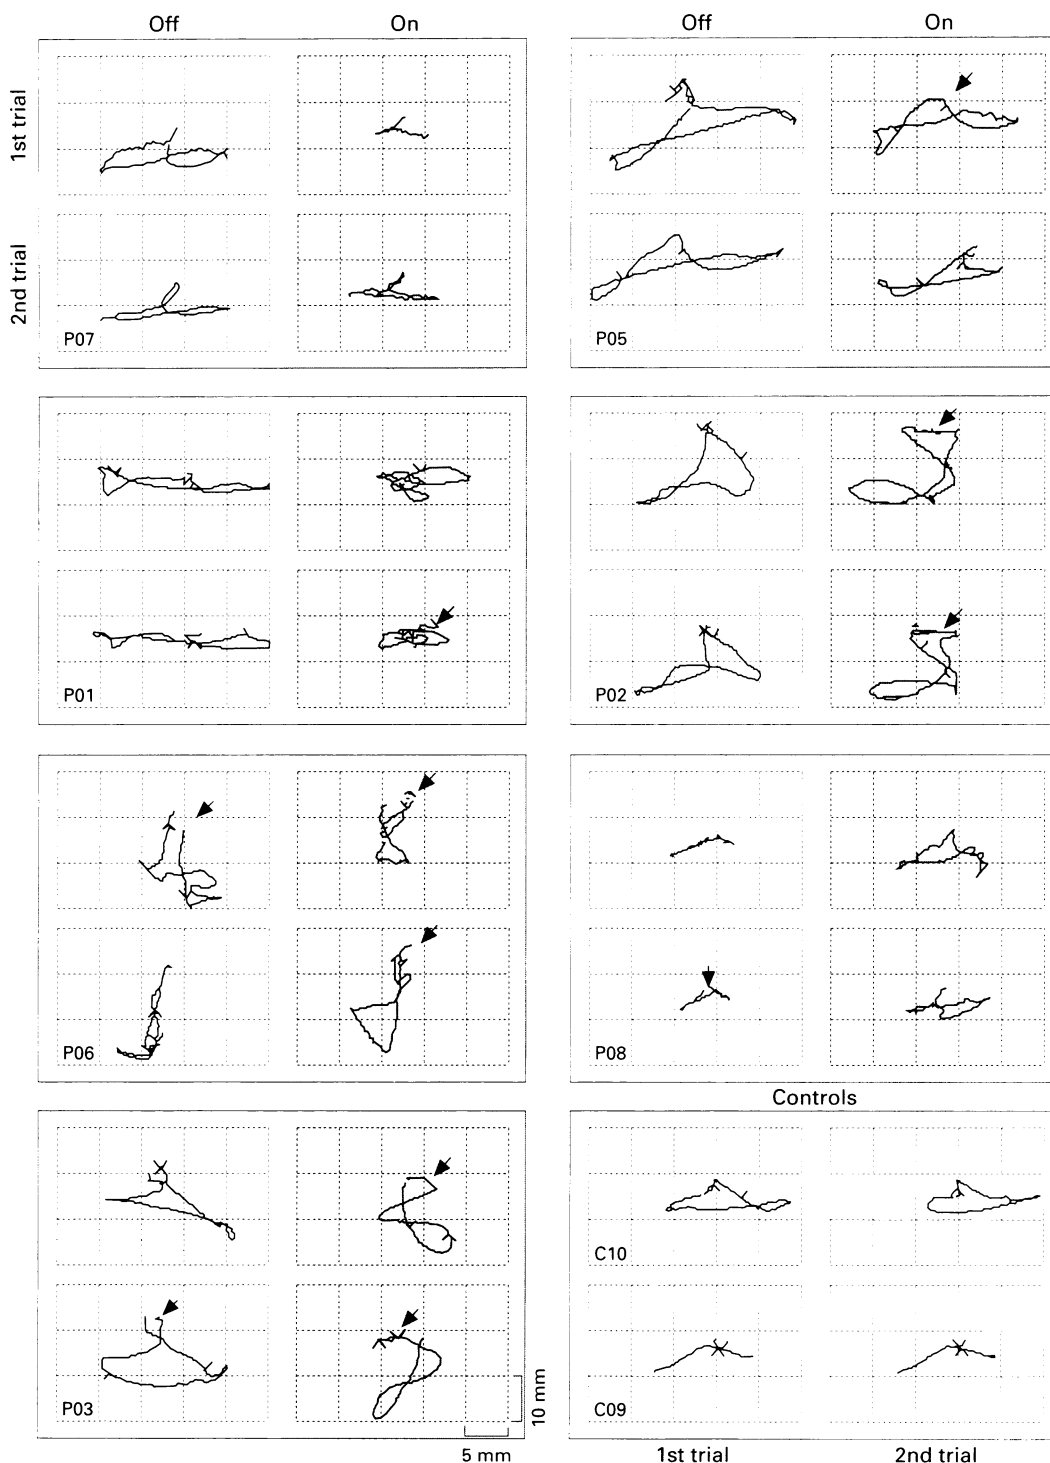 Off On Off On
1st trial
2nd trial
P07 P05
P01 P02
P06 P08
Controls
C10
P03 C09
10 mm
5 mm 1st trial 2nd trial